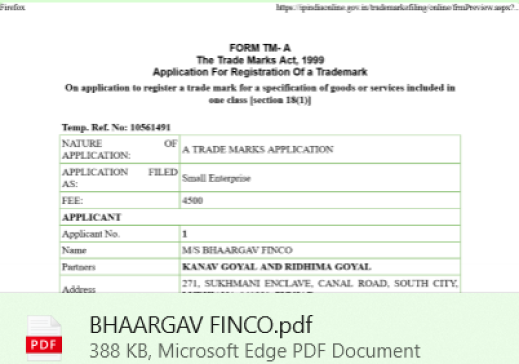 Firefox
https://ipindiaonline.gov.in/trademarkefiling/online/frmPreview.aspx?...
FORM TM- A
The Trade Marks Act, 1999
Application For Registration Of a Trademark
On application to register a trade mark for a specification of goods or services included in
one class [section 18(1)]
Temp. Ref. No: 10561491
NATURE OF
APPLICATION:
A TRADE MARKS APPLICATION
APPLICATION FILED
AS:
Small Enterprise
FEE: 4500
APPLICANT
Applicant No. 1
Name M/S BHAARGAV FINCO
Partners KANAV GOYAL AND RIDHIMA GOYAL
Address 271, SUKHMANI ENCLAVE, CANAL ROAD, SOUTH CITY,
PDF
BHAARGAV FINCO.pdf
388 KB, Microsoft Edge PDF Document